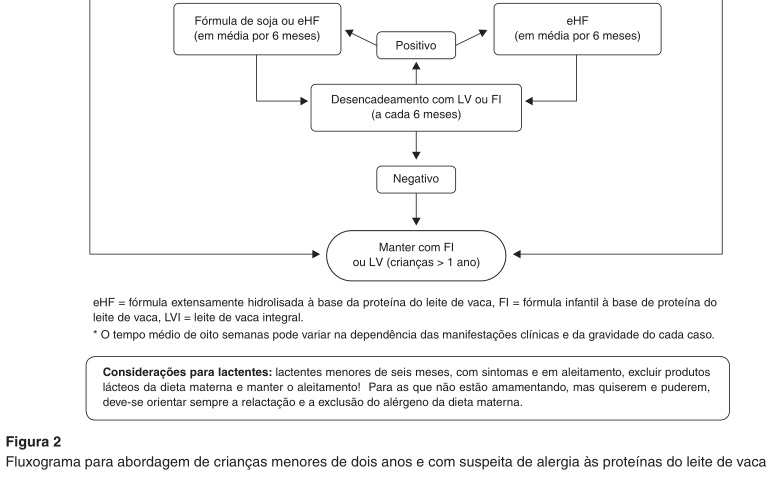 Fórmula de soja ou eHF
(em média por 6 meses)
eHF
(em média por 6 meses)
Positivo
Desencadeamento com LV ou FI
(a cada 6 meses)
Negativo
Manter com FI
ou LV (crianças > 1 ano)
eHF = fórmula extensamente hidrolisada à base da proteína do leite de vaca, FI = fórmula infantil à base de proteína do
leite de vaca, LVI = leite de vaca integral.
* O tempo médio de oito semanas pode variar na dependência das manifestações clínicas e da gravidade do cada caso.
Considerações para lactentes: lactentes menores de seis meses, com sintomas e em aleitamento, excluir produtos
lácteos da dieta materna e manter o aleitamento! Para as que não estão amamentando, mas quiserem e puderem,
deve-se orientar sempre a relactação e a exclusão do alérgeno da dieta materna.
Figura 2
Fluxograma para abordagem de crianças menores de dois anos e com suspeita de alergia às proteínas do leite de vaca